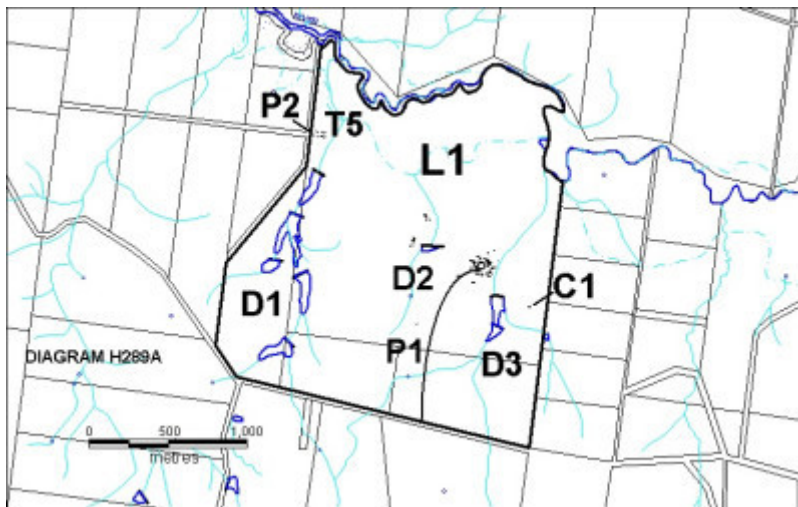 P2
T5
L1
D2
D1
C1
P1
D3
DIAGRAM H289A
0 500 1,000
metres